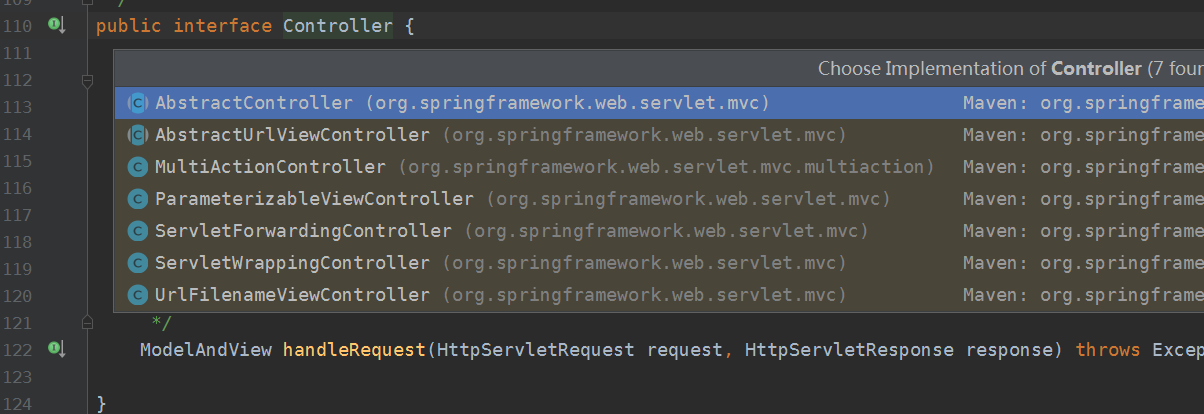 109 */
110 public interface Controller {
111
Choose Implementation of Controller (7 foun
112
113 AbstractController (org.springframework.web.servlet.mvc) Maven: org.springframe
114 AbstractUrlViewController (org.springframework.web.servlet.mvc) Maven: org.springframe
115 MultiActionController (org.springframework.web.servlet.mvc.multiaction) Maven: org.springframe
116 ParameterizableViewController (org.springframework.web.servlet.mvc) Maven: org.springframe
117
118 ServletForwardingController (org.springframework.web.servlet.mvc) Maven: org.springframe
119 ServletWrappingController (org.springframework.web.servlet.mvc) Maven: org.springframe
120 UrlFilenameViewController (org.springframework.web.servlet.mvc) Maven: org.springframe
121 */
122 ModelAndView handleRequest(HttpServletRequest request, HttpServletResponse response) throws Excep
123
124 }